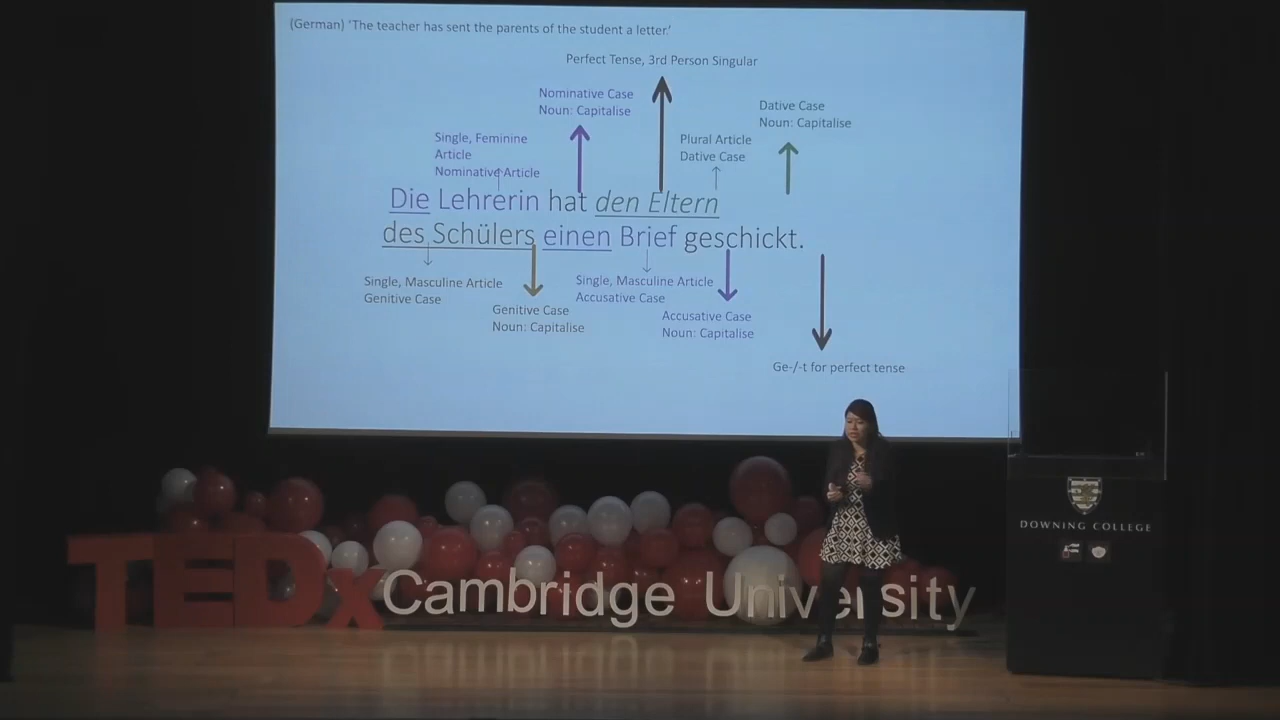 (German) 'The teacher has sent the parents of the student a letter.'
Perfect Tense, 3rd Person Singular
Nominative Case
Noun: Capitalise
Dative Case
Noun: Capitalise
Single, Feminine
Article
Nominative Article
Plural Article
Dative Case
Die Lehrerin hat den Eltern
des Schülers einen Brief geschickt.
Single, Masculine Article
Genitive Case
Genitive Case
Noun: Capitalise
Single, Masculine Article
Accusative Case
Accusative Case
Noun: Capitalise
Ge-/-t for perfect tense
DOWNING COLLEGE
TEDxCambridge University